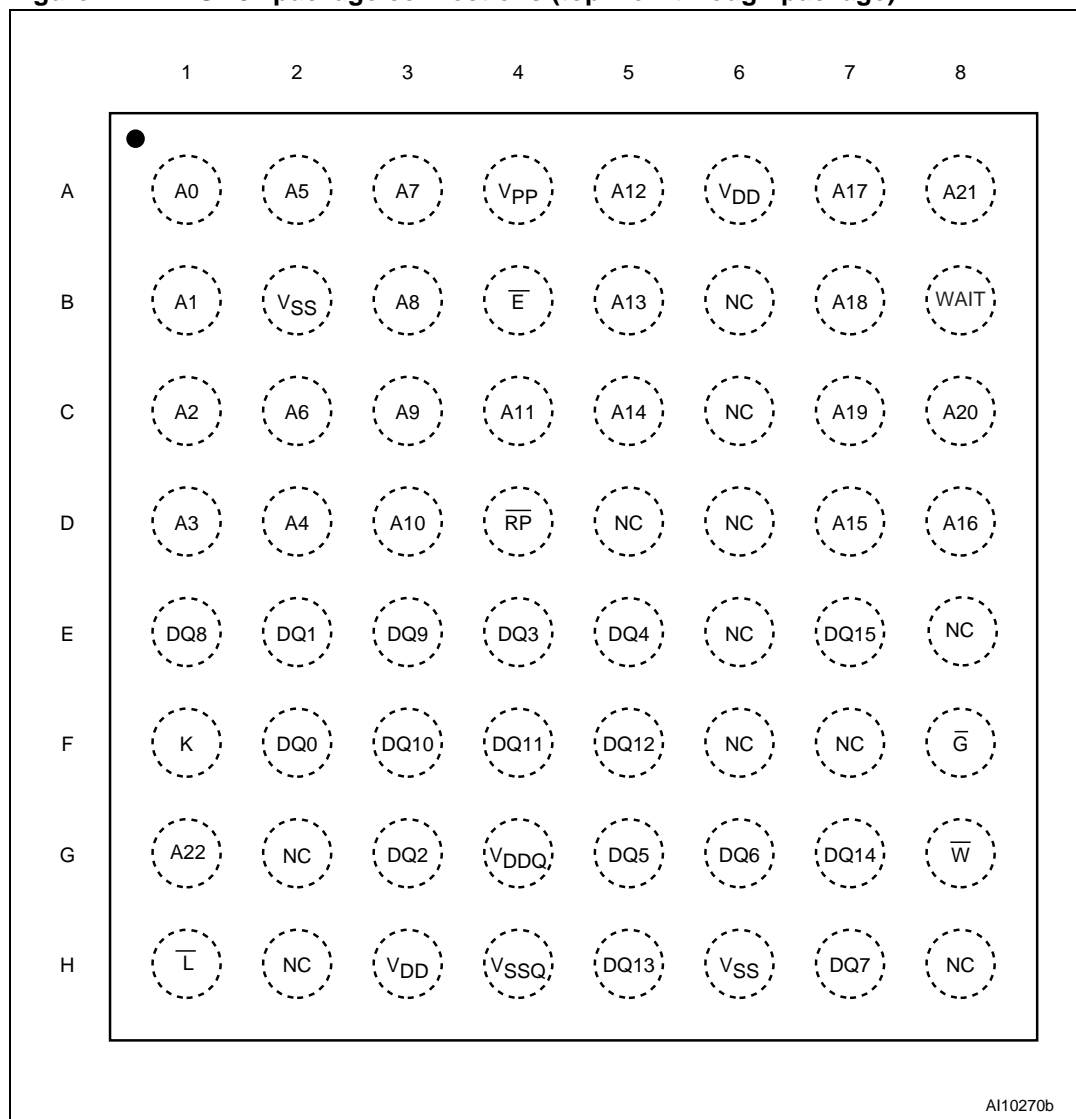 1 2 3 4 5 6 7 8
A A0 A5 A7 VPP A12 VDD A17 A21
B A1 VSS A8 E̅ A13 NC A18 WAIT
C A2 A6 A9 A11 A14 NC A19 A20
D A3 A4 A10 R̅P̅ NC NC A15 A16
E DQ8 DQ1 DQ9 DQ3 DQ4 NC DQ15 NC
F K DQ0 DQ10 DQ11 DQ12 NC NC G̅
G A22 NC DQ2 VDDQ DQ5 DQ6 DQ14 W̅
H L̅ NC VDD VSSQ DQ13 VSS DQ7 NC
AI10270b